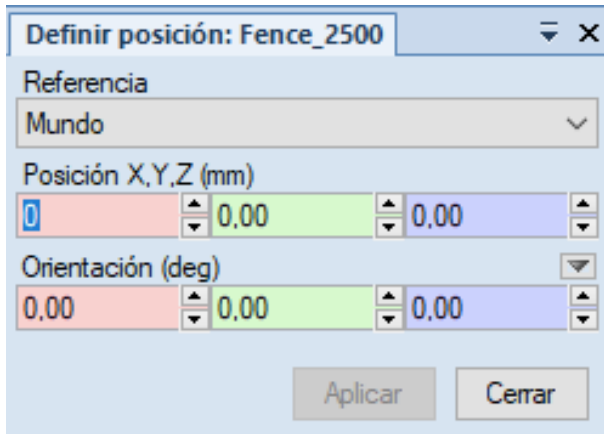 Definir posición: Fence_2500
Referencia
Mundo
Posición X,Y,Z (mm)
0 0,00 0,00
Orientación (deg)
0,00 0,00 0,00
Aplicar Cerrar